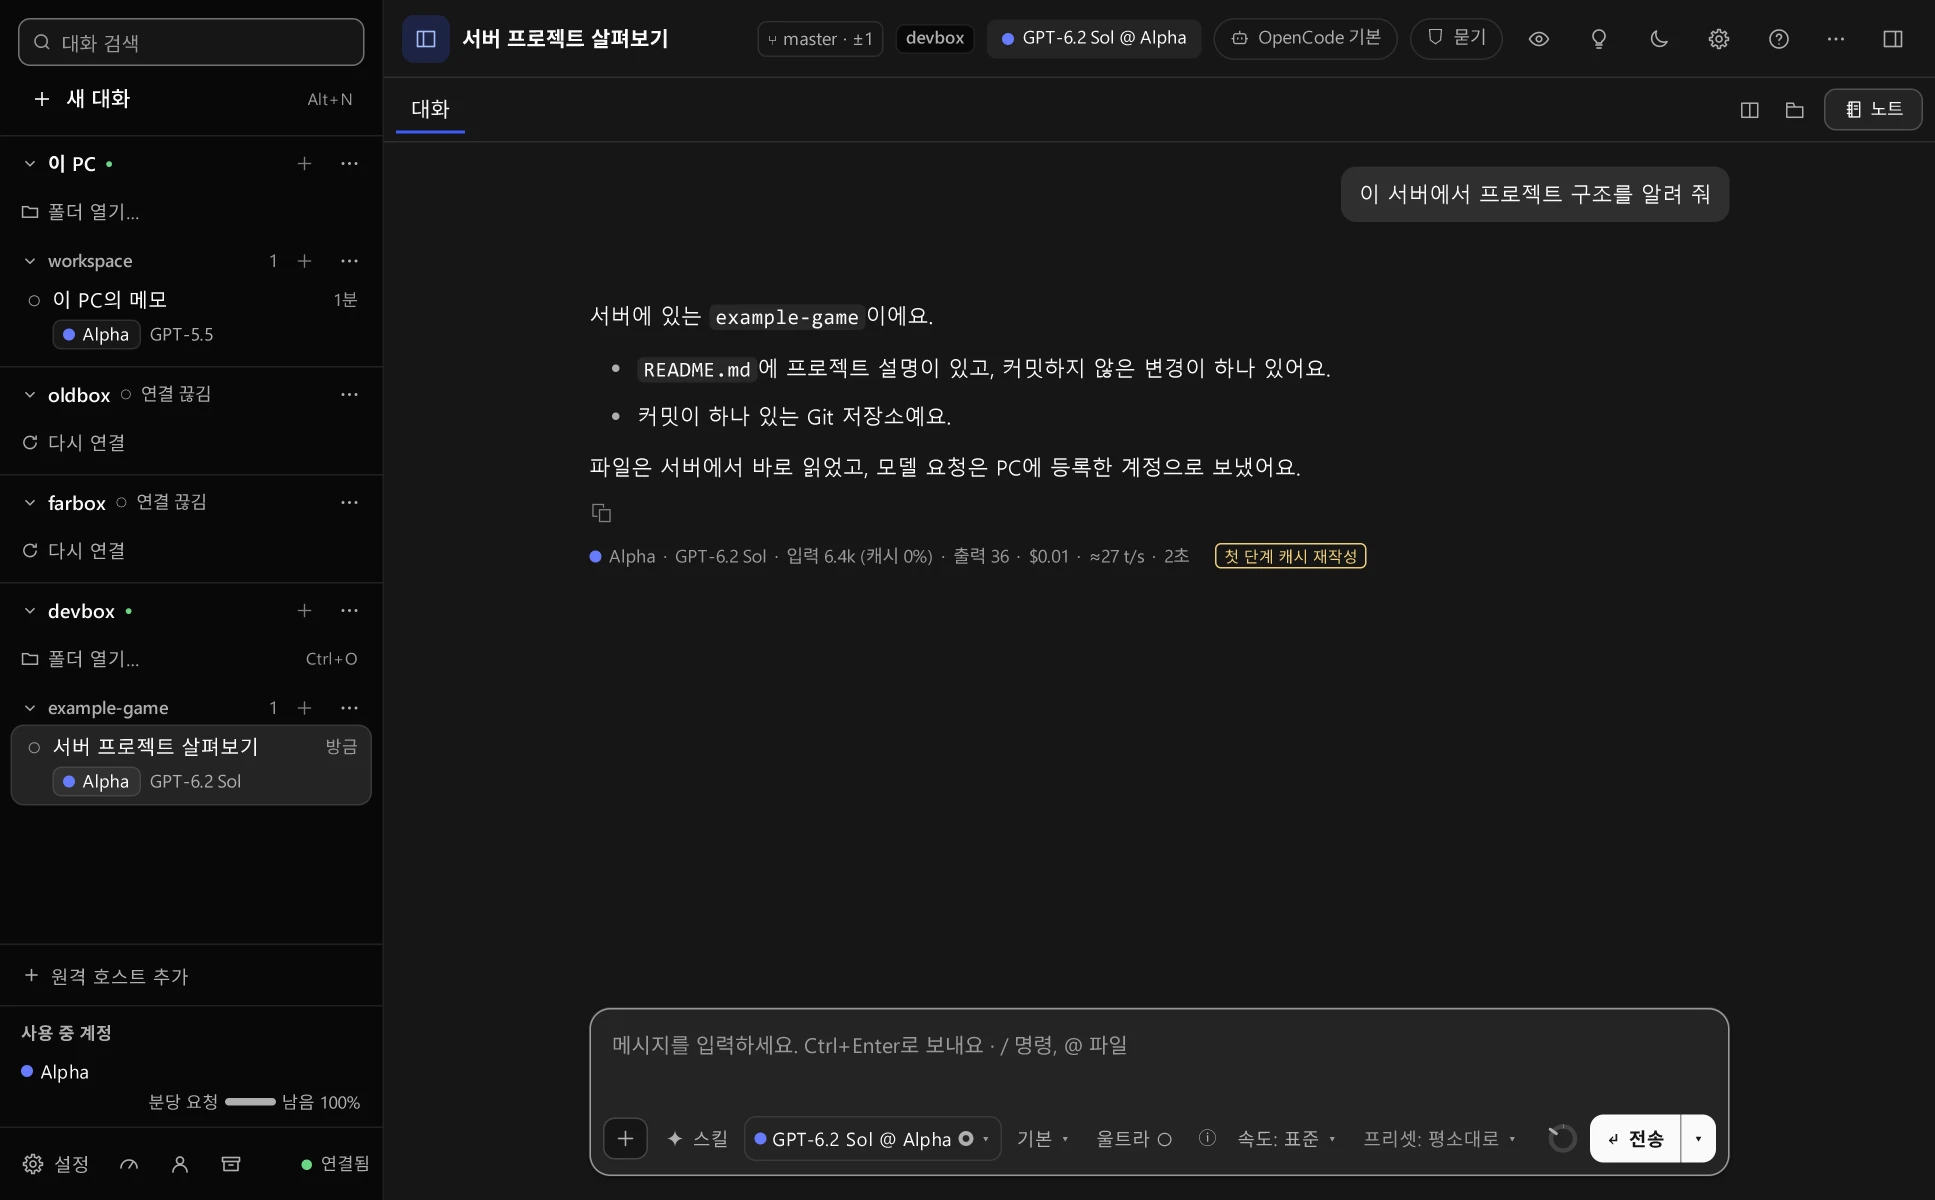 대화 검색
새 대화 Alt+N
이 PC
폴더 열기...
workspace 1
이 PC의 메모 1분
Alpha GPT-5.5
oldbox 연결 끊김
다시 연결
farbox 연결 끊김
다시 연결
devbox
폴더 열기... Ctrl+O
example-game 1
서버 프로젝트 살펴보기 방금
Alpha GPT-6.2 Sol
원격 호스트 추가
사용 중 계정
Alpha
분당 요청 남음 100%
설정 연결됨
서버 프로젝트 살펴보기 master · ±1 devbox GPT-6.2 Sol @ Alpha OpenCode 기본 묻기
대화 노트
이 서버에서 프로젝트 구조를 알려 줘
서버에 있는 example-game이에요.
README.md에 프로젝트 설명이 있고, 커밋하지 않은 변경이 하나 있어요.
커밋이 하나 있는 Git 저장소예요.
파일은 서버에서 바로 읽었고, 모델 요청은 PC에 등록한 계정으로 보냈어요.
Alpha · GPT-6.2 Sol · 입력 6.4k (캐시 0%) · 출력 36 · $0.01 · ≈27 t/s · 2초 첫 단계 캐시 재작성
메시지를 입력하세요. Ctrl+Enter로 보내요 · / 명령, @ 파일
스킬 GPT-6.2 Sol @ Alpha 기본 울트라 속도: 표준 프리셋: 평소대로 전송